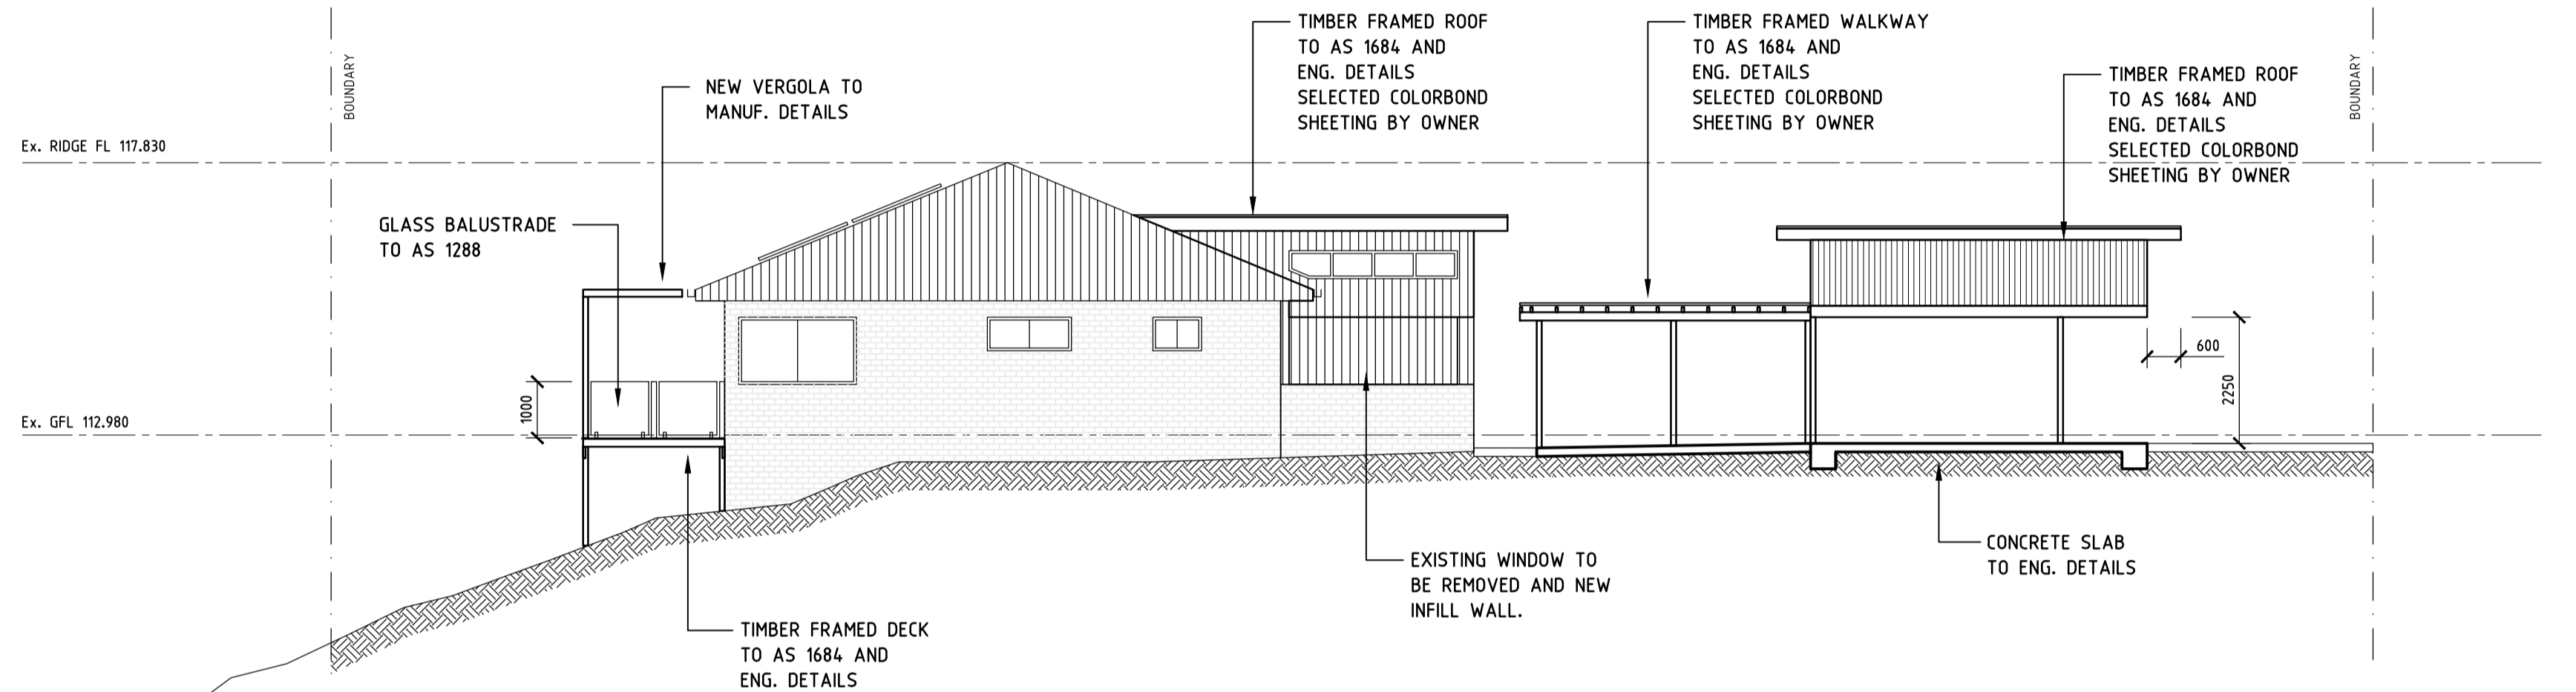 TIMBER FRAMED ROOF
TO AS 1684 AND
ENG. DETAILS
SELECTED COLORBOND
SHEETING BY OWNER
TIMBER FRAMED WALKWAY
TO AS 1684 AND
ENG. DETAILS
SELECTED COLORBOND
SHEETING BY OWNER
TIMBER FRAMED ROOF
TO AS 1684 AND
ENG. DETAILS
SELECTED COLORBOND
SHEETING BY OWNER
BOUNDARY
BOUNDARY
NEW VERGOLA TO
MANUF. DETAILS
Ex. RIDGE FL 117.830
GLASS BALUSTRADE
TO AS 1288
600
2250
1000
Ex. GFL 112.980
EXISTING WINDOW TO
BE REMOVED AND NEW
INFILL WALL.
CONCRETE SLAB
TO ENG. DETAILS
TIMBER FRAMED DECK
TO AS 1684 AND
ENG. DETAILS